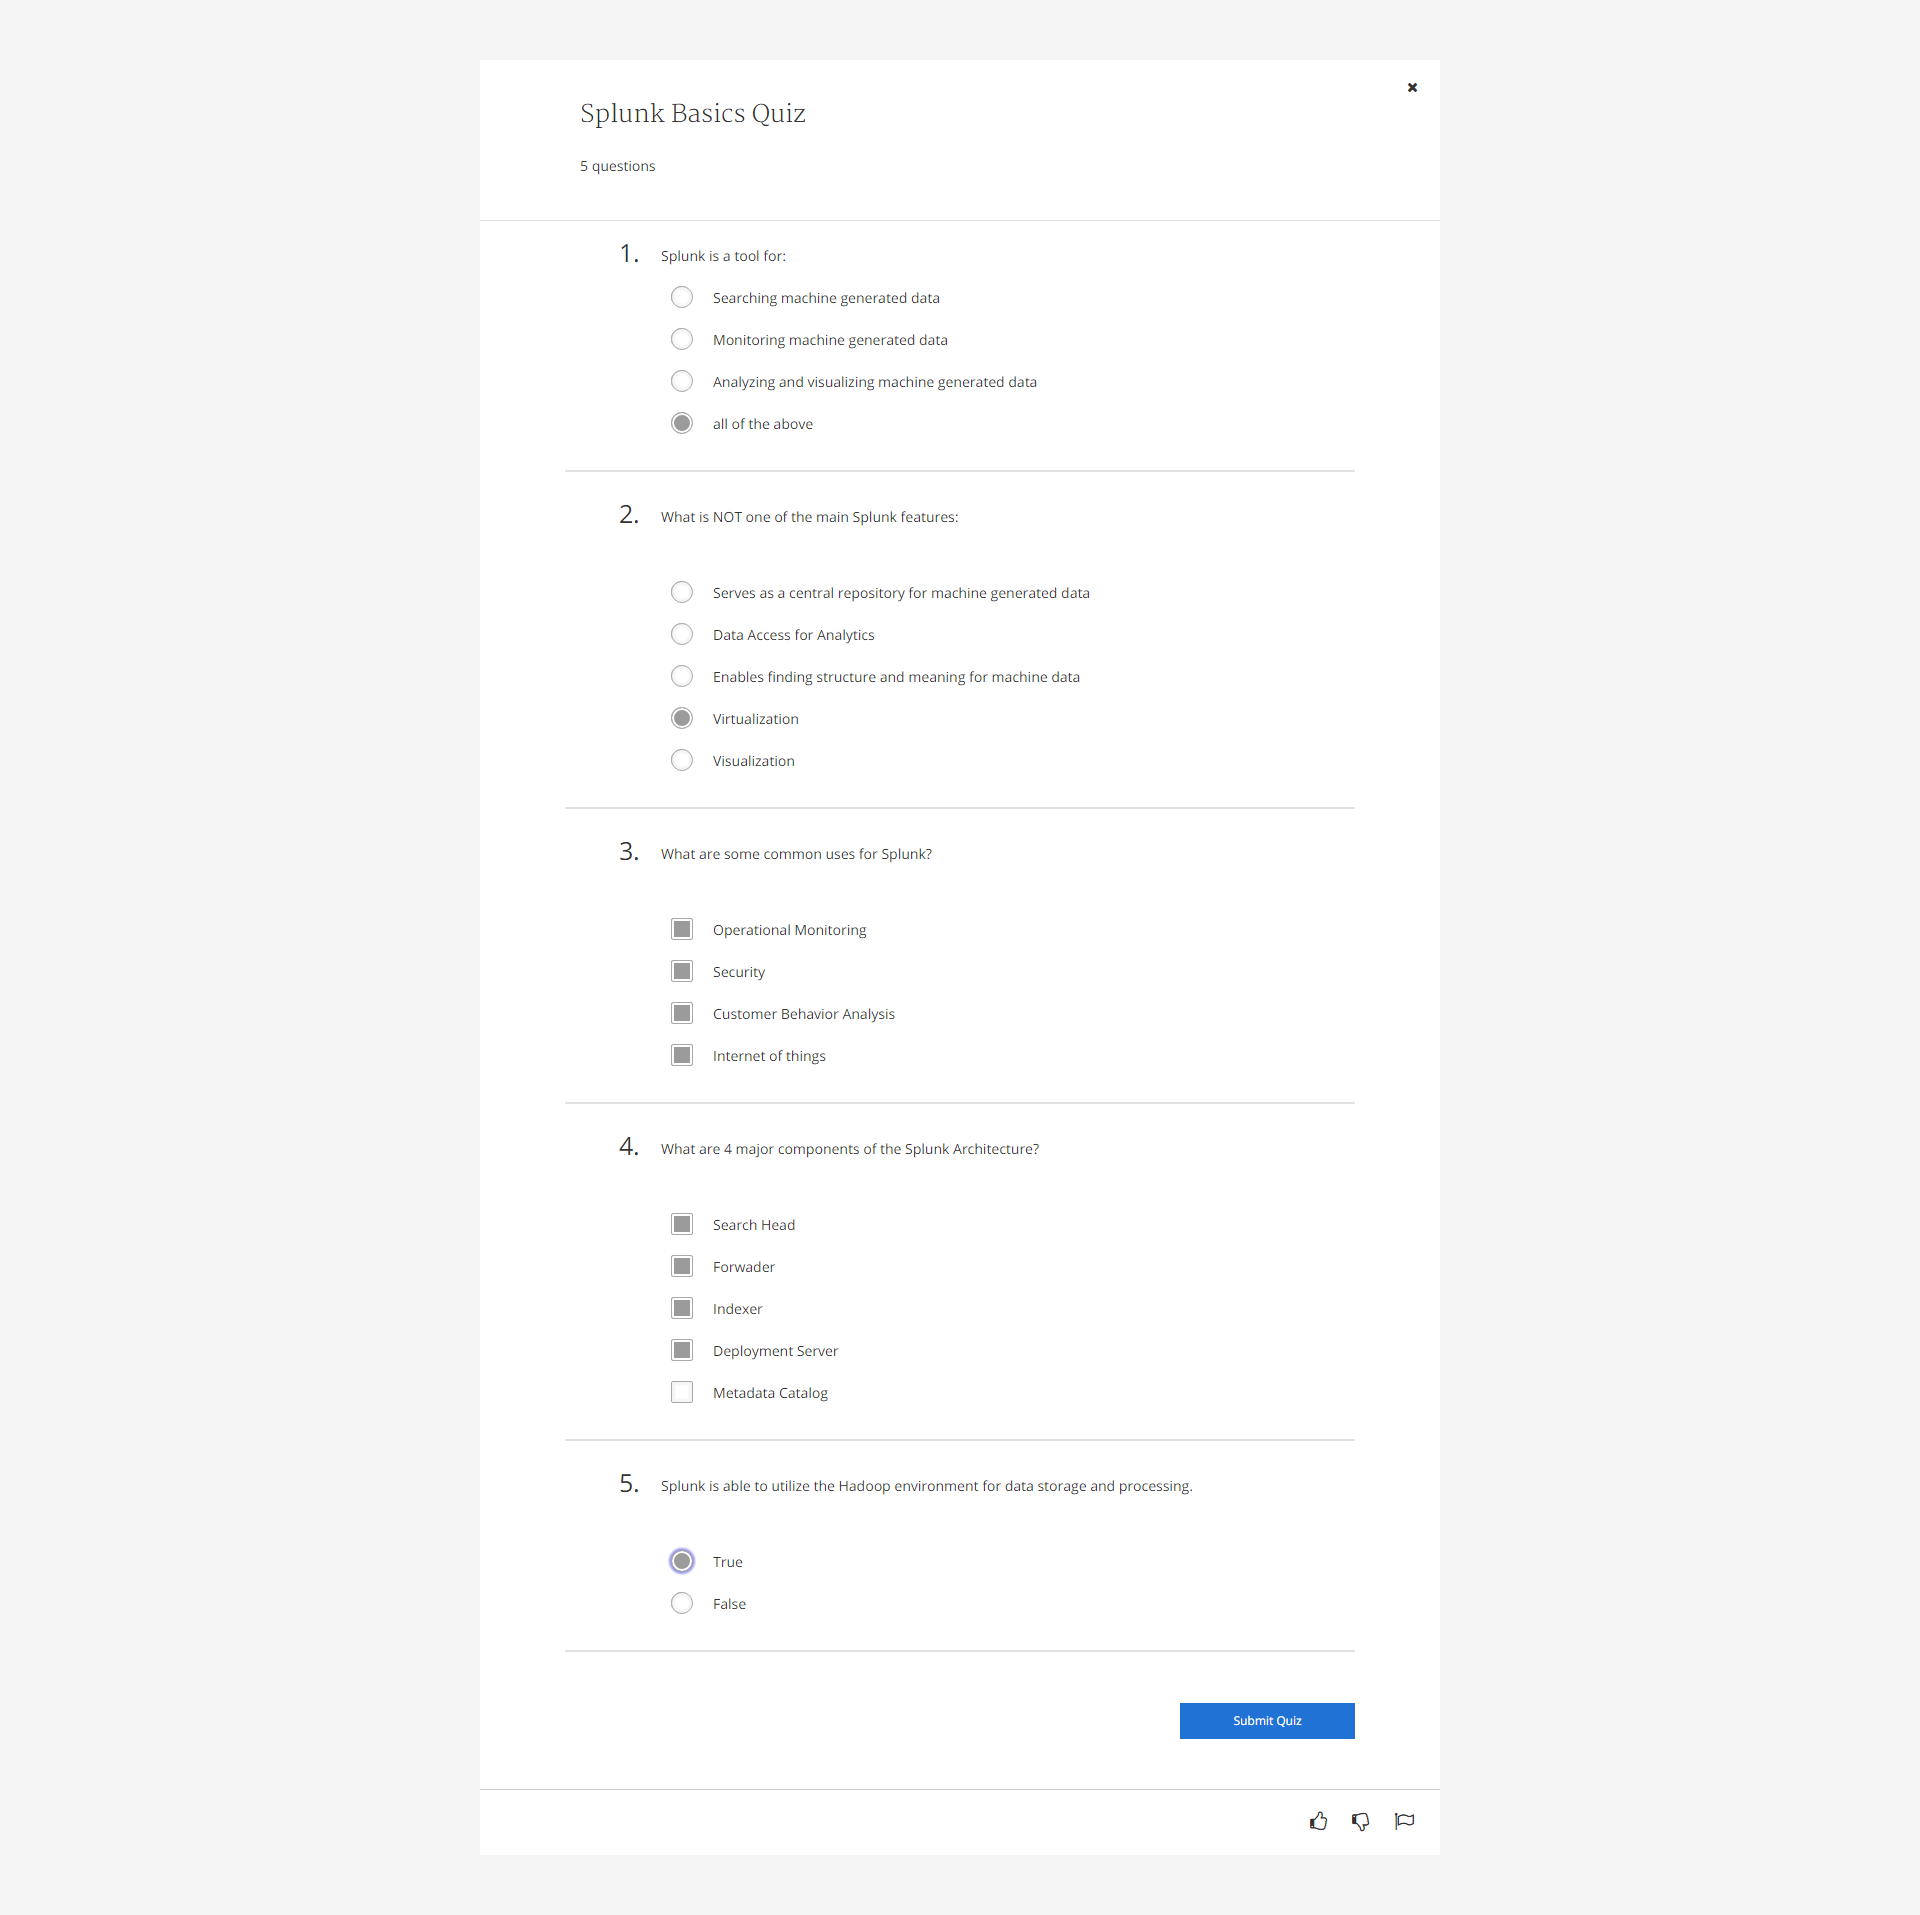 Splunk Basics Quiz
5 questions
1. Splunk is a tool for:
Searching machine generated data
Monitoring machine generated data
Analyzing and visualizing machine generated data
all of the above
2. What is NOT one of the main Splunk features:
Serves as a central repository for machine generated data
Data Access for Analytics
Enables finding structure and meaning for machine data
Virtualization
Visualization
3. What are some common uses for Splunk?
Operational Monitoring
Security
Customer Behavior Analysis
Internet of things
4. What are 4 major components of the Splunk Architecture?
Search Head
Forwader
Indexer
Deployment Server
Metadata Catalog
5. Splunk is able to utilize the Hadoop environment for data storage and processing.
True
False
Submit Quiz